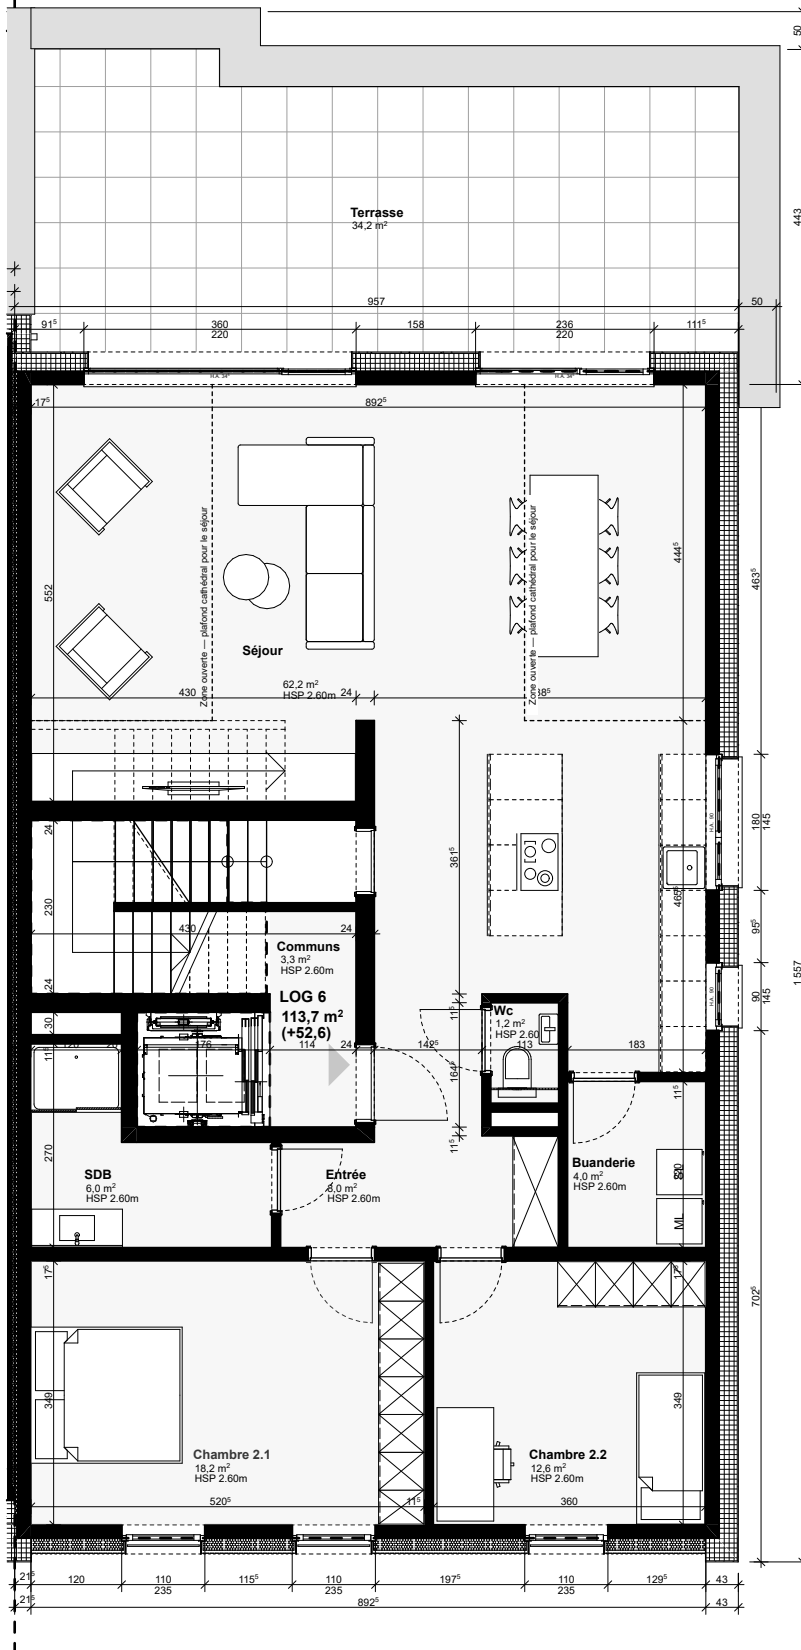 50
443
Terrasse
34,2 m²
957
50
91⁵
360
220
158
236
220
111⁵
H.A. 34⁵
H.A. 34⁵
17⁵
892⁵
552
Zone ouverte — plafond cathédral pour le séjour
Zone ouverte — plafond cathédral pour le séjour
444⁵
463⁵
Séjour
62,2 m²
HSP 2.60m
430
24
24
230
24
361⁵
465⁵
H.A. 90
180
145
95⁵
1 557
430
24
Communs
3,3 m²
HSP 2.60m
LOG 6
113,7 m²
(+52,6)
Wc
1,2 m²
HSP 2.60
H.A. 90
90
145
30
11⁵
176
114
24
142⁵
113
183
164⁵
11⁵
11⁵
270
SDB
6,0 m²
HSP 2.60m
Entrée
8,0 m²
HSP 2.60m
Buanderie
4,0 m²
HSP 2.60m
ML
17⁵
17⁵
702⁵
349
349
Chambre 2.1
18,2 m²
HSP 2.60m
Chambre 2.2
12,6 m²
HSP 2.60m
520⁵
11⁵
360
21⁵
120
110
235
115⁵
110
235
197⁵
110
235
129⁵
43
21⁵
892⁵
43